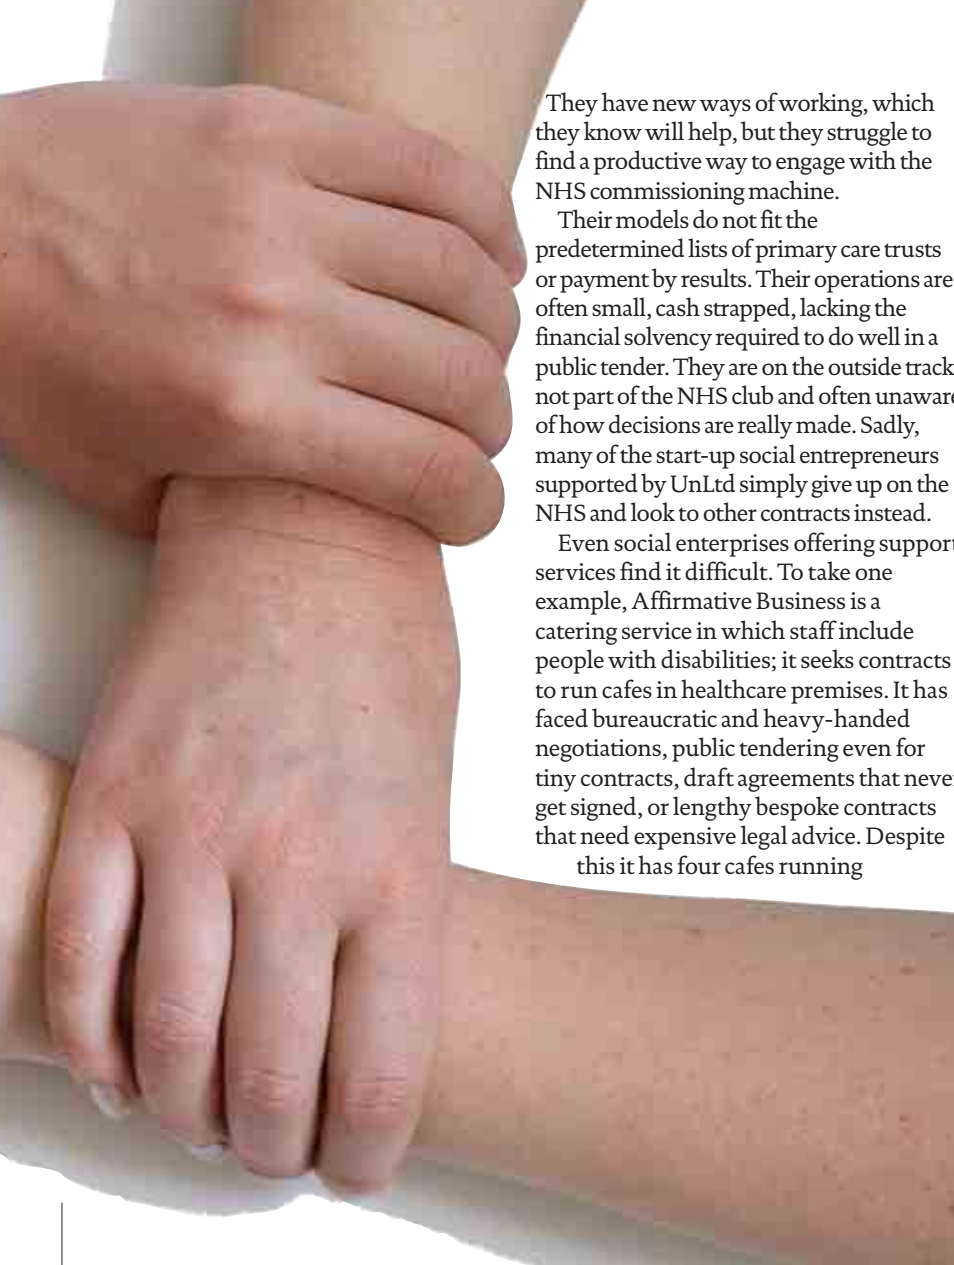 They have new ways of working, which
they know will help, but they struggle to
find a productive way to engage with the
NHS commissioning machine.
Their models do not fit the
predetermined lists of primary care trusts
or payment by results. Their operations are
often small, cash strapped, lacking the
financial solvency required to do well in a
public tender. They are on the outside track
not part of the NHS club and often unaware
of how decisions are really made. Sadly,
many of the start-up social entrepreneurs
supported by UnLtd simply give up on the
NHS and look to other contracts instead.
Even social enterprises offering support
services find it difficult. To take one
example, Affirmative Business is a
catering service in which staff include
people with disabilities; it seeks contracts
to run cafes in healthcare premises. It has
faced bureaucratic and heavy-handed
negotiations, public tendering even for
tiny contracts, draft agreements that never
get signed, or lengthy bespoke contracts
that need expensive legal advice. Despite
this it has four cafes running